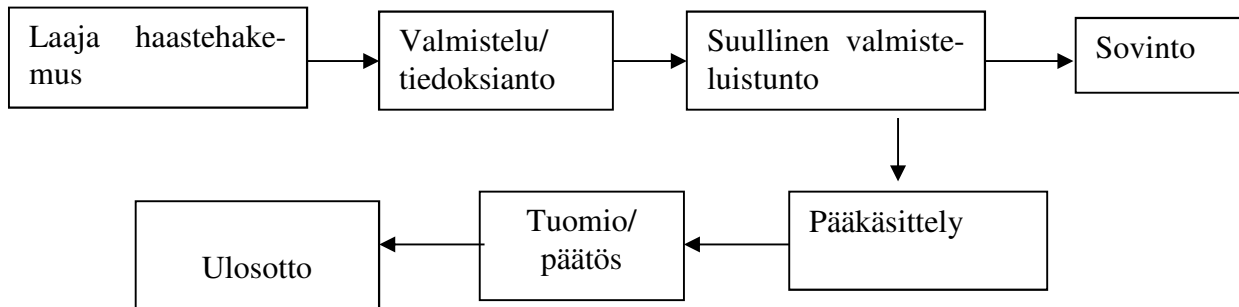 Laaja haastehake-
mus
Valmistelu/
tiedoksianto
Suullinen valmiste-
luistunto
Sovinto
Pääkäsittely
Tuomio/
päätös
Ulosotto